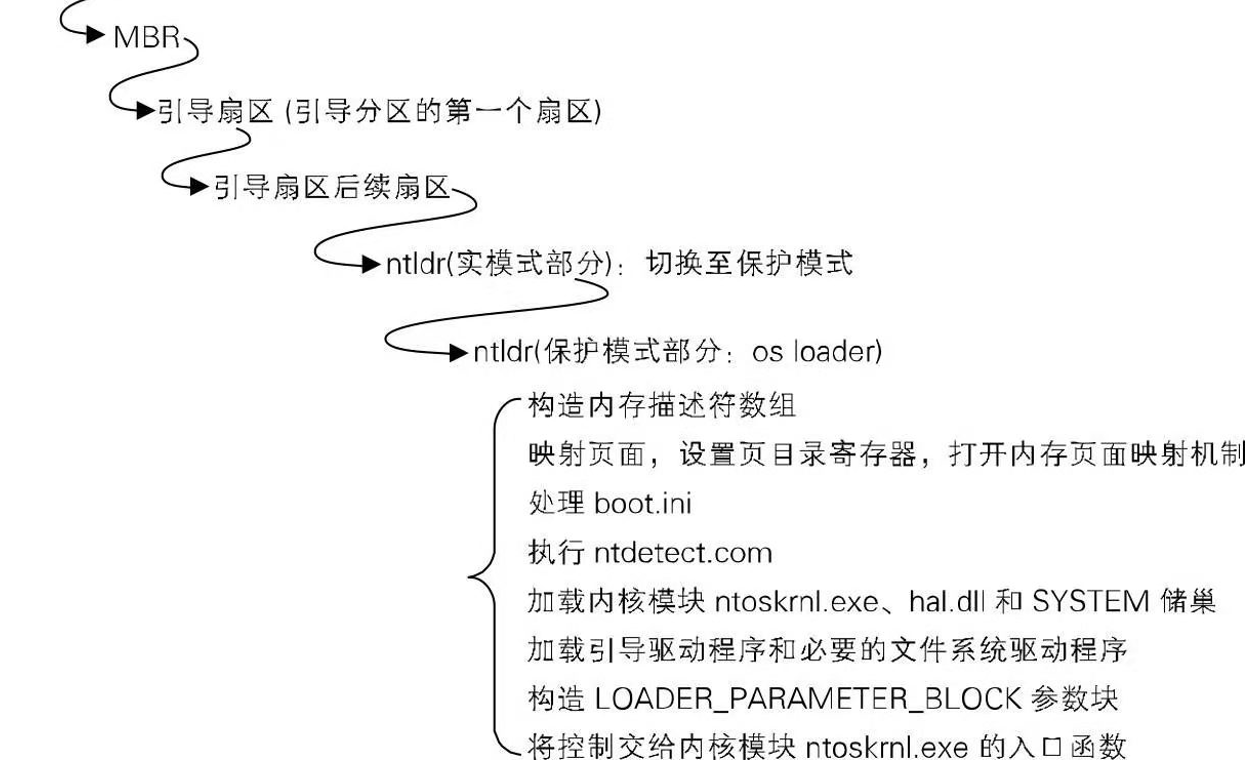 MBR
引导扇区 (引导分区的第一个扇区)
引导扇区后续扇区
ntldr(实模式部分)：切换至保护模式
ntldr(保护模式部分：os loader)
构造内存描述符数组
映射页面，设置页目录寄存器，打开内存页面映射机制
处理 boot.ini
执行 ntdetect.com
加载内核模块 ntoskrnl.exe、hal.dll 和 SYSTEM 储巢
加载引导驱动程序和必要的文件系统驱动程序
构造 LOADER_PARAMETER_BLOCK 参数块
将控制交给内核模块 ntoskrnl.exe 的入口函数